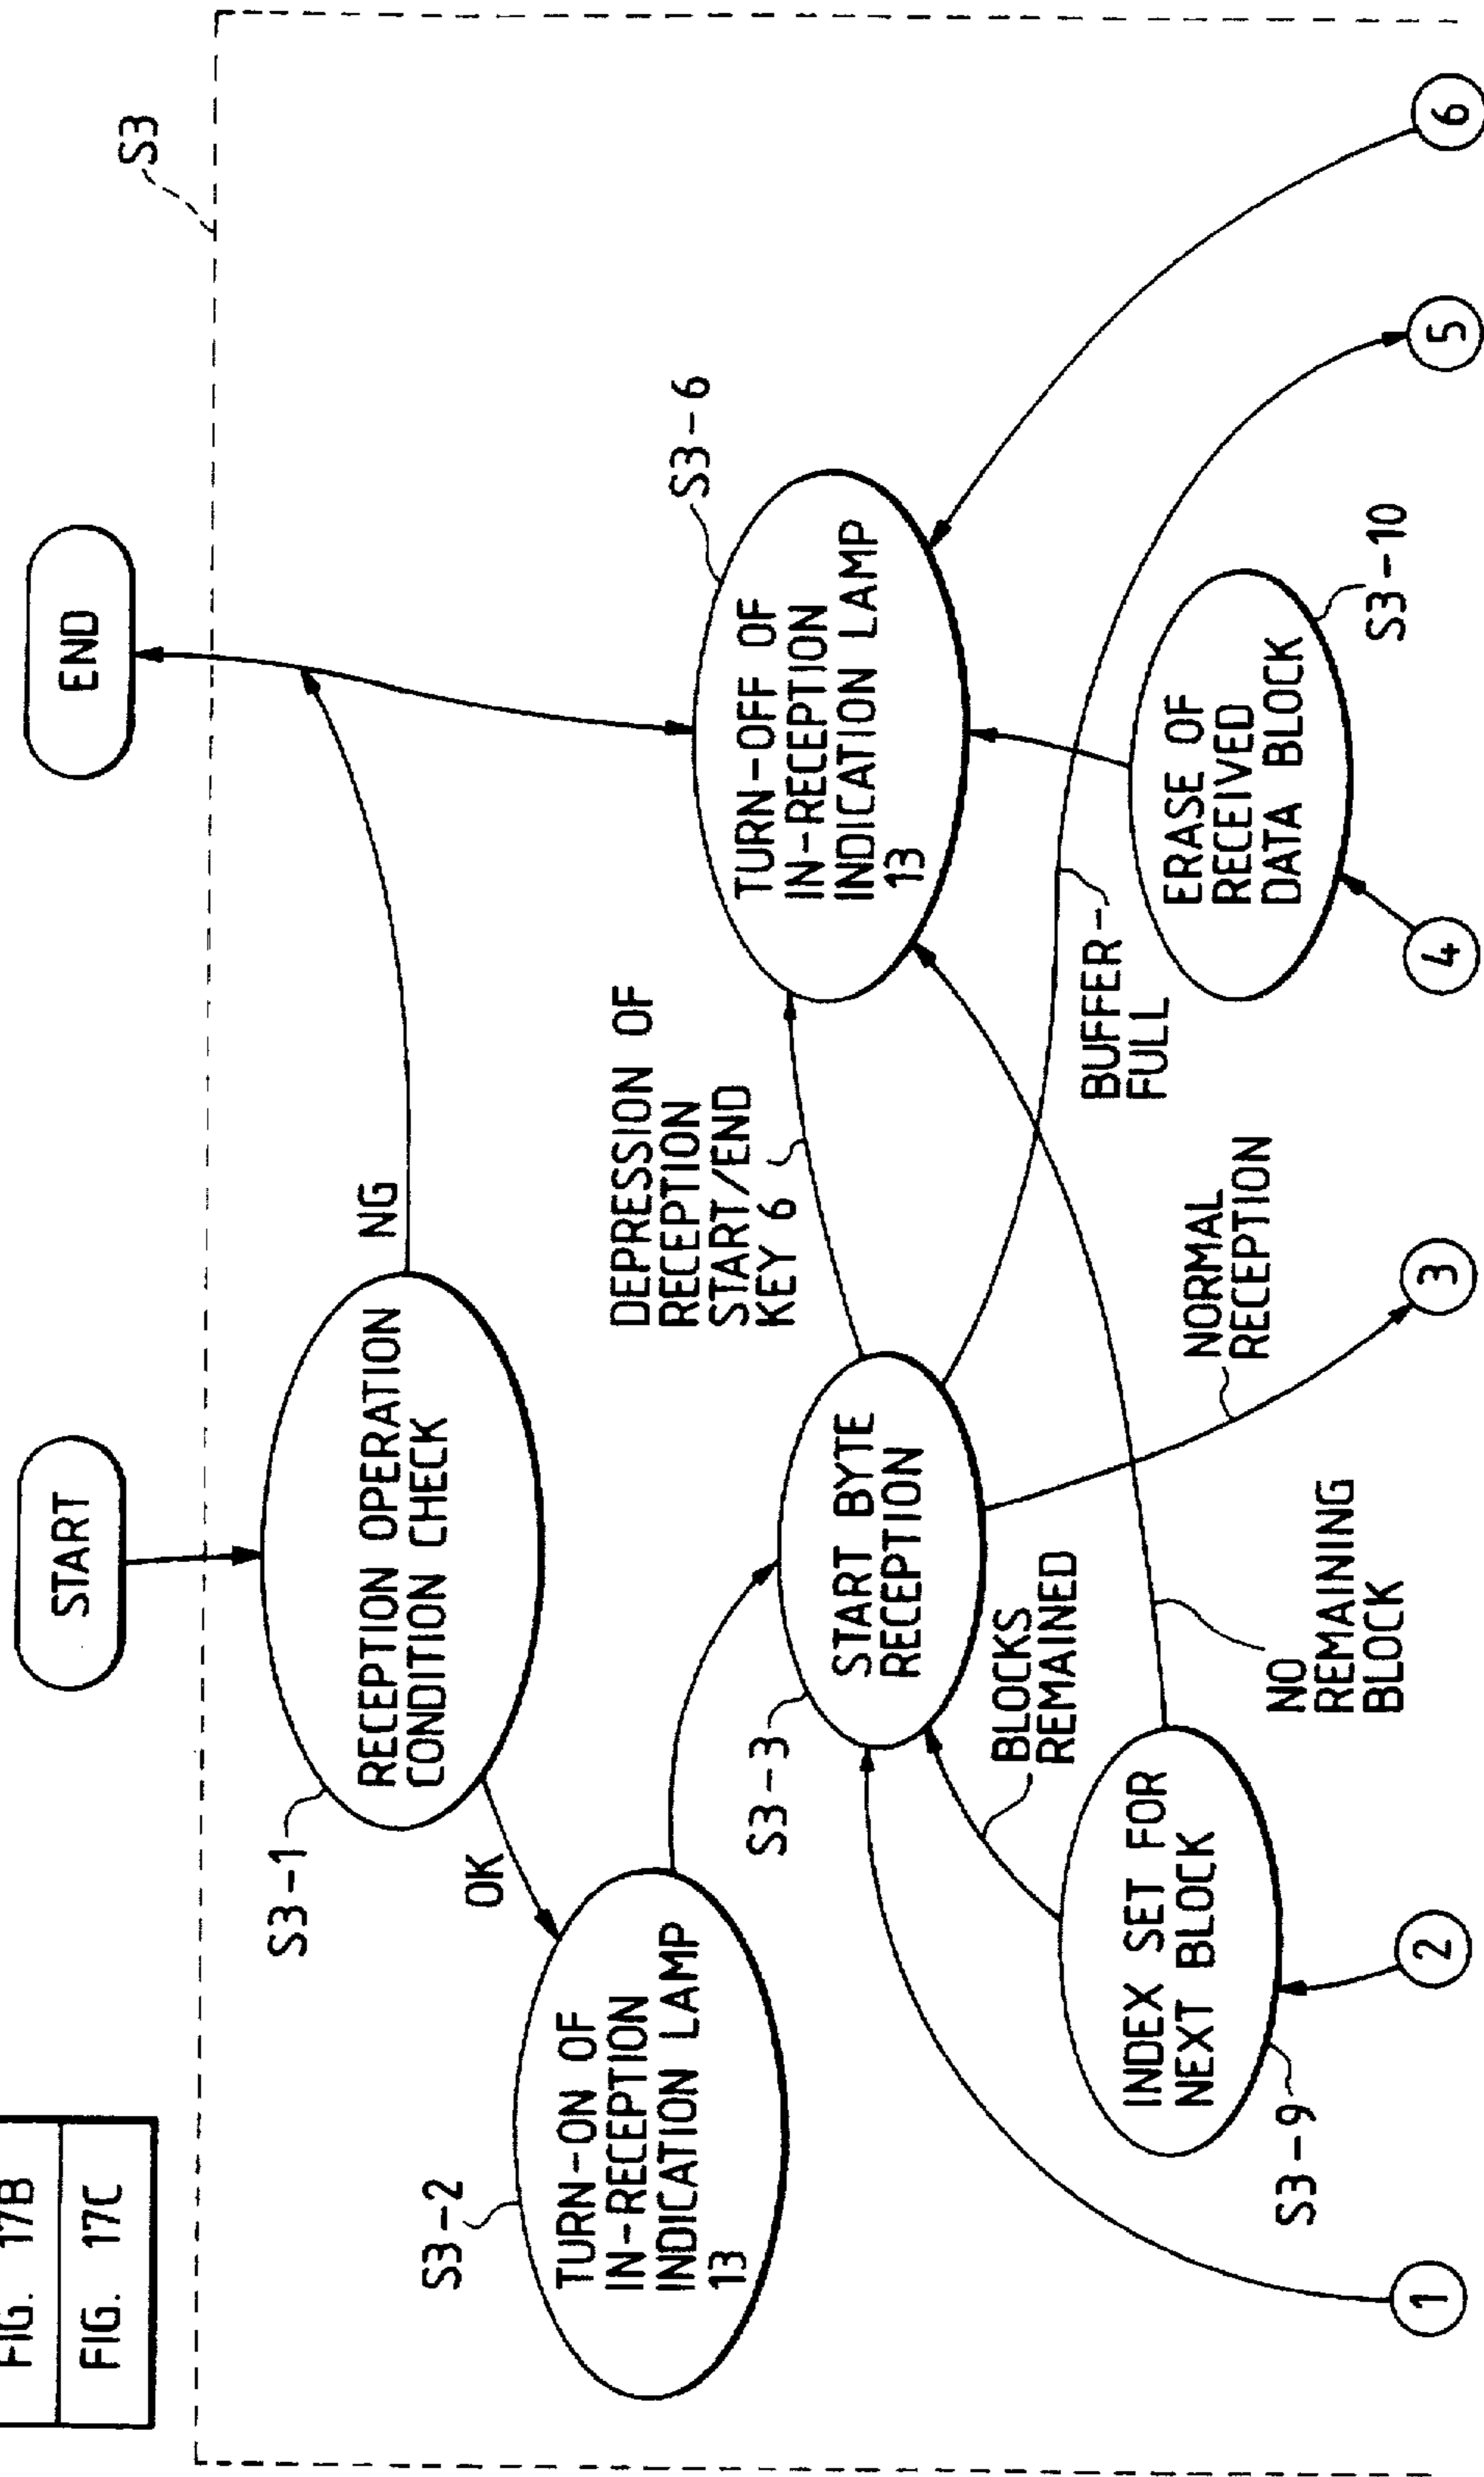 FIG. 17B
FIG. 17C
START
END
S3
S3-1
RECEPTION OPERATION
CONDITION CHECK
NG
OK
S3-2
TURN-ON OF
IN-RECEPTION
INDICATION LAMP
13
DEPRESSION OF
RECEPTION
START/END
KEY 6
S3-6
TURN-OFF OF
IN-RECEPTION
INDICATION LAMP
13
S3-3
START BYTE
RECEPTION
BLOCKS
REMAINED
NORMAL
RECEPTION
BUFFER-
FULL
S3-9
INDEX SET FOR
NEXT BLOCK
NO
REMAINING
BLOCK
ERASE OF
RECEIVED
DATA BLOCK
S3-10
1
2
3
4
5
6